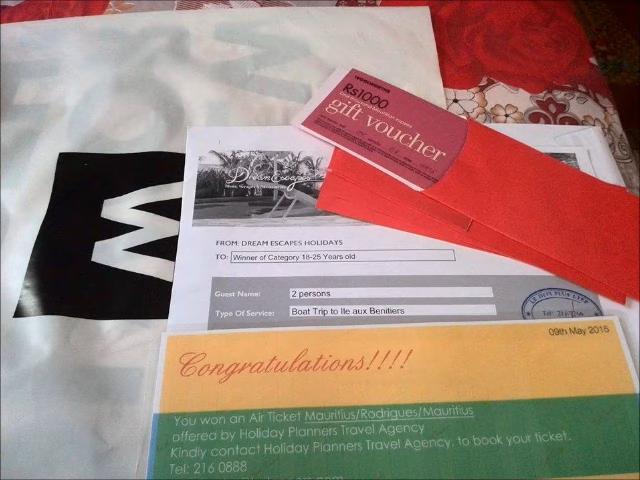 W
WOOLWORTHS
Rs1000
gift voucher
Dream Escapes
FROM: DREAM ESCAPES HOLIDAYS
TO: Winner of Category 18-25 Years old
Guest Name: 2 persons
Type Of Service: Boat Trip to Ile aux Benitiers
09th May 2015
Congratulations!!!!
You won an Air Ticket Mauritius/Rodrigues/Mauritius
offered by Holiday Planners Travel Agency
Kindly contact Holiday Planners Travel Agency, to book your ticket.
Tel: 216 0888